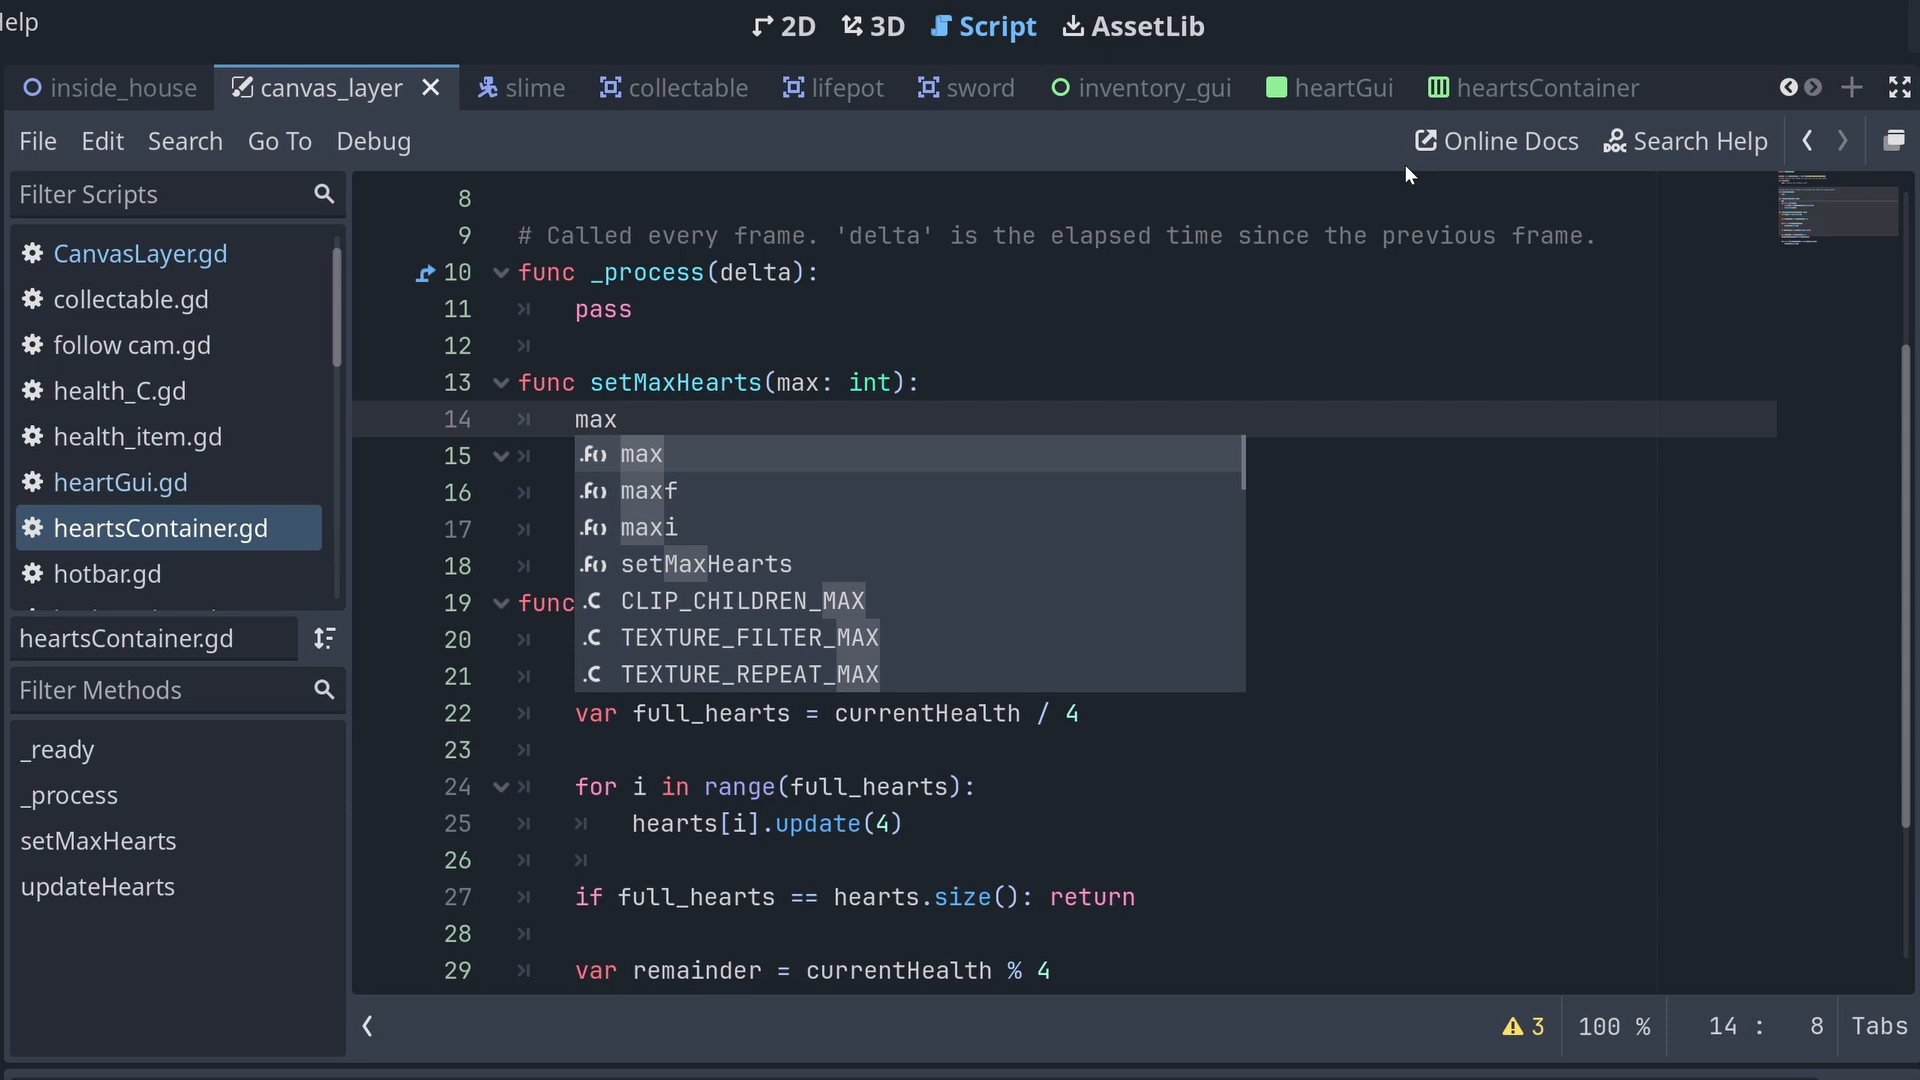 Help
2D 3D Script AssetLib
inside_house canvas_layer slime collectable lifepot sword inventory_gui heartGui heartsContainer
File Edit Search Go To Debug Online Docs Search Help
Filter Scripts
CanvasLayer.gd
collectable.gd
follow cam.gd
health_C.gd
health_item.gd
heartGui.gd
heartsContainer.gd
hotbar.gd
heartsContainer.gd
Filter Methods
_ready
_process
setMaxHearts
updateHearts
8
9 # Called every frame. 'delta' is the elapsed time since the previous frame.
10 func _process(delta):
11 pass
12
13 func setMaxHearts(max: int):
14 max
15
16
17
18
19 func
20
21
max
maxf
maxi
setMaxHearts
CLIP_CHILDREN_MAX
TEXTURE_FILTER_MAX
TEXTURE_REPEAT_MAX
22 var full_hearts = currentHealth / 4
23
24 for i in range(full_hearts):
25 hearts[i].update(4)
26
27 if full_hearts == hearts.size(): return
28
29 var remainder = currentHealth % 4
3 100 % 14 : 8 Tabs